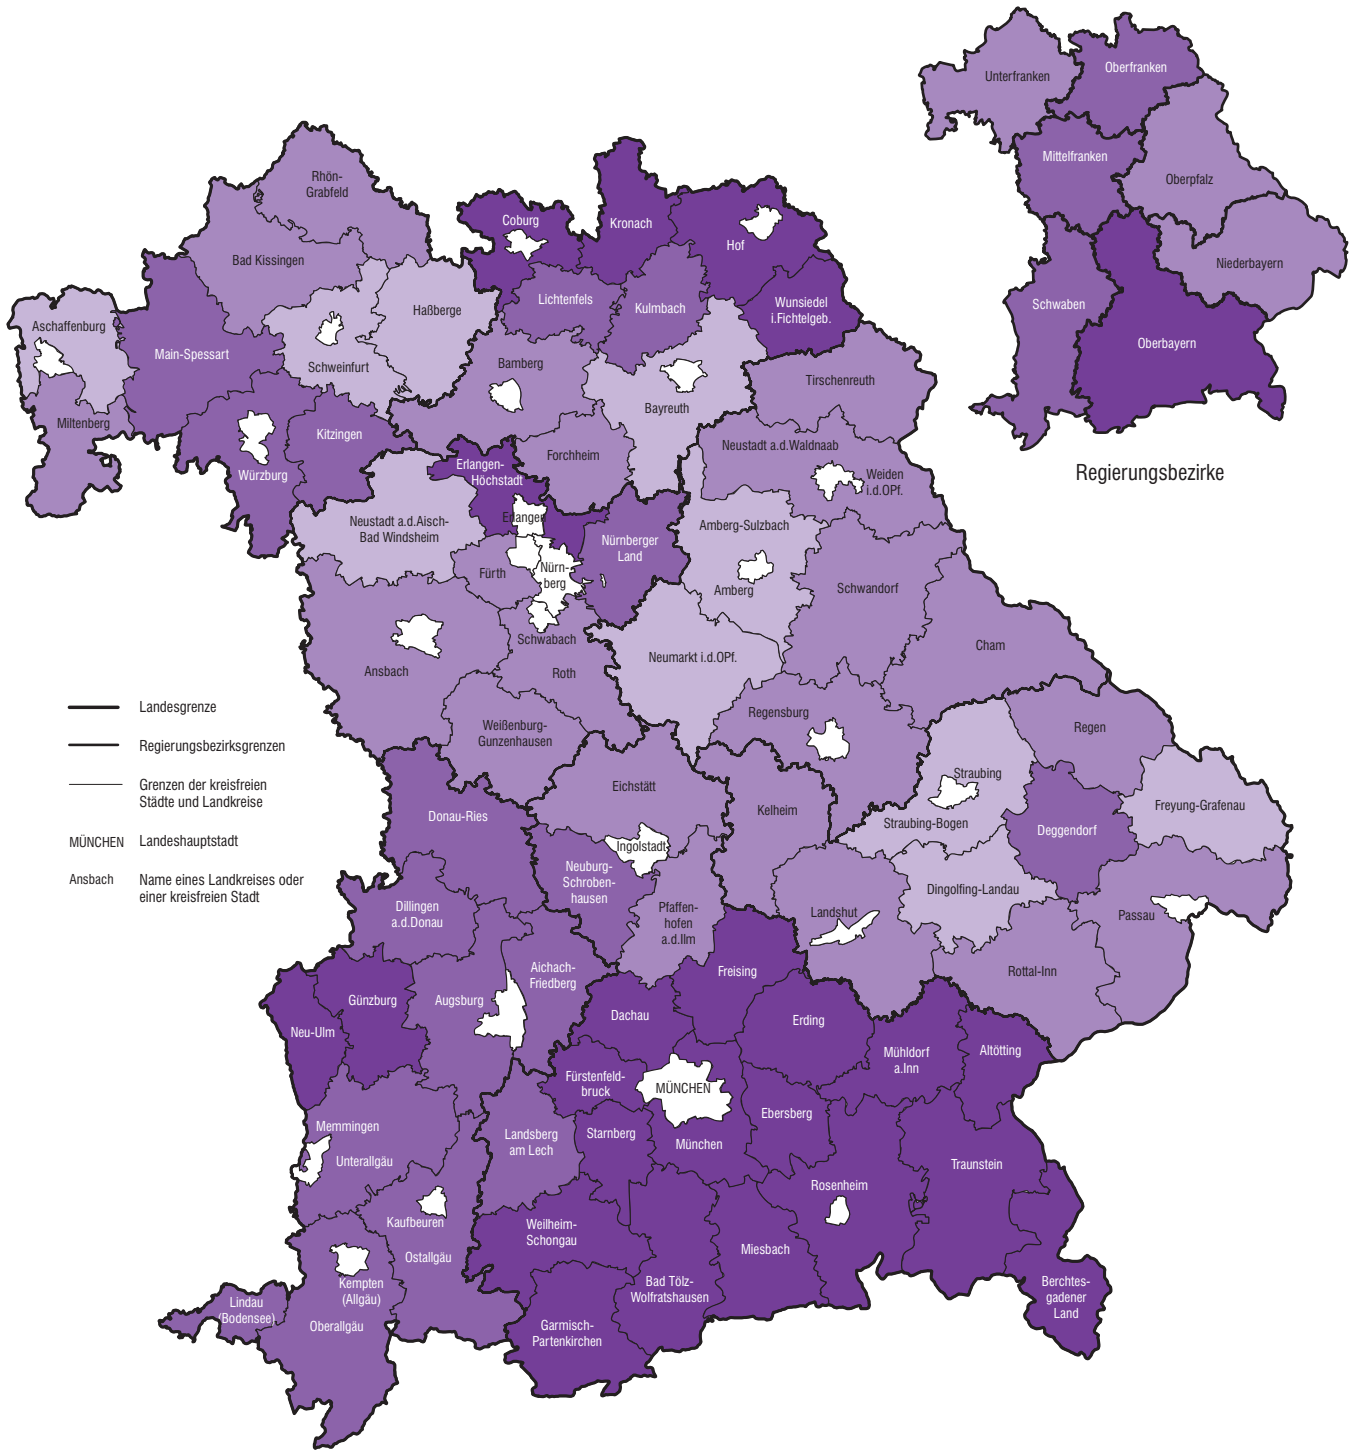 Unterfranken
Oberfranken
Mittelfranken
Oberpfalz
Niederbayern
Schwaben
Oberbayern
Regierungsbezirke
Rhön-
Grabfeld
Bad Kissingen
Coburg
Kronach
Hof
Wunsiedel
i.Fichtelgeb.
Lichtenfels
Kulmbach
Haßberge
Aschaffenburg
Main-Spessart
Schweinfurt
Bamberg
Bayreuth
Tirschenreuth
Miltenberg
Kitzingen
Würzburg
Erlangen-
Höchstadt
Forchheim
Neustadt a.d.Waldnaab
Weiden
i.d.OPf.
Neustadt a.d.Aisch-
Bad Windsheim
Erlangen
Nürnberger
Land
Amberg-Sulzbach
Fürth
Nürn-
berg
Amberg
Schwandorf
Schwabach
Roth
Ansbach
Neumarkt i.d.OPf.
Cham
Weißenburg-
Gunzenhausen
Regensburg
Regen
Landesgrenze
Regierungsbezirksgrenzen
Grenzen der kreisfreien
Städte und Landkreise
MÜNCHEN
Landeshauptstadt
Ansbach
Name eines Landkreises oder
einer kreisfreien Stadt
Eichstätt
Donau-Ries
Kelheim
Straubing
Straubing-Bogen
Deggendorf
Freyung-Grafenau
Ingolstadt
Neuburg-
Schroben-
hausen
Dingolfing-Landau
Dillingen
a.d.Donau
Pfaffen-
hofen
a.d.Ilm
Landshut
Passau
Rottal-Inn
Aichach-
Friedberg
Freising
Günzburg
Augsburg
Neu-Ulm
Dachau
Erding
Mühldorf
a.Inn
Altötting
Fürstenfeld-
bruck
MÜNCHEN
Ebersberg
Memmingen
Unterallgäu
Landsberg
am Lech
Starnberg
München
Traunstein
Rosenheim
Kaufbeuren
Ostallgäu
Weilheim-
Schongau
Miesbach
Kempten
(Allgäu)
Bad Tölz-
Wolfratshausen
Berchtes-
gadener
Land
Lindau
(Bodensee)
Oberallgäu
Garmisch-
Partenkirchen